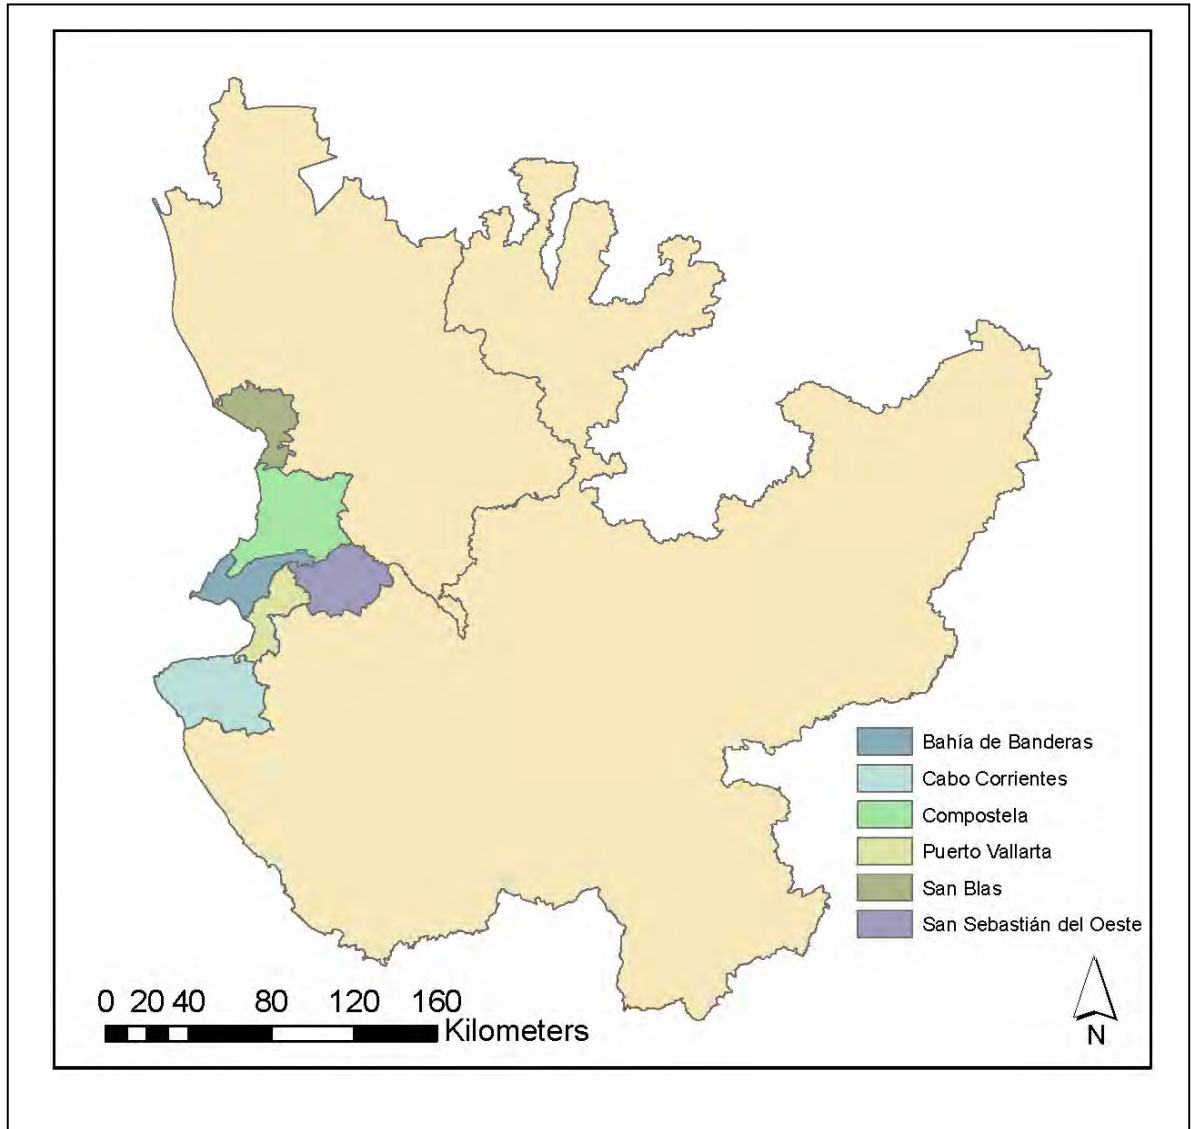 Bahía de Banderas
Cabo Corrientes
Compostela
Puerto Vallarta
San Blas
San Sebastián del Oeste
0 20 40 80 120 160
Kilometers
N